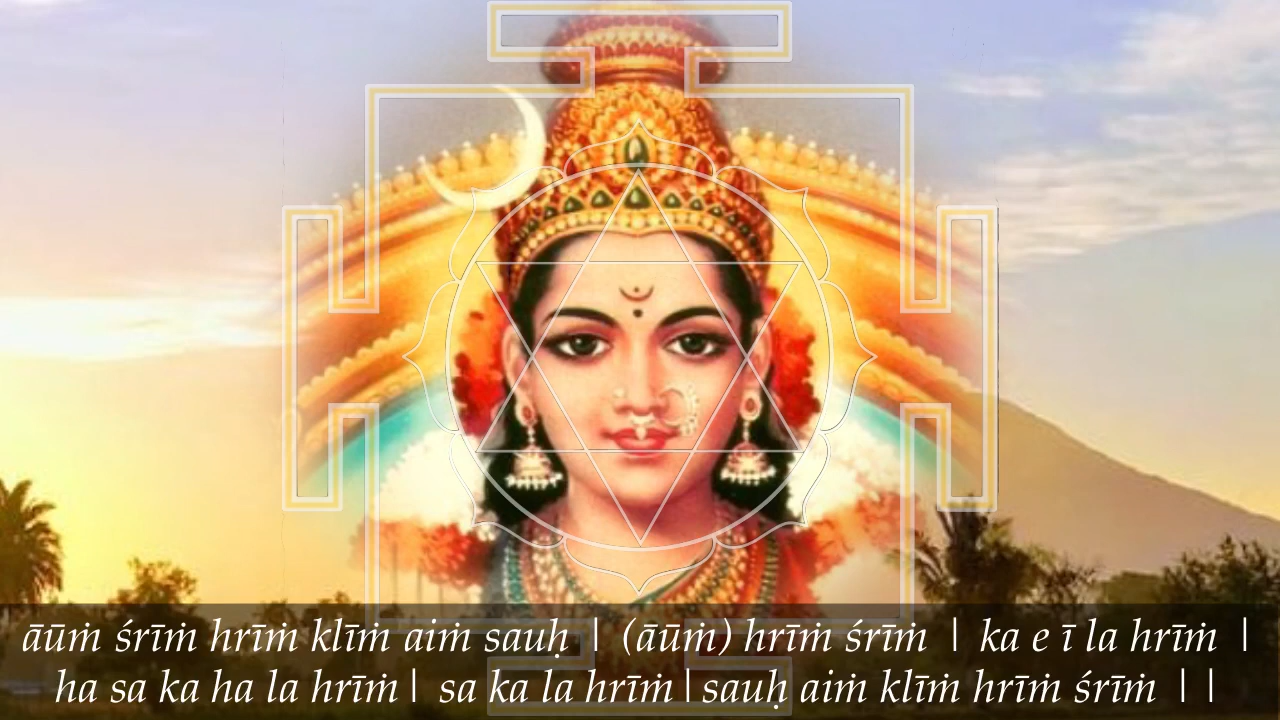 āūṁ śrīṁ hrīṁ klīṁ aiṁ sauḥ | (āūṁ) hrīṁ śrīṁ | ka e ī la hrīṁ |
ha sa ka ha la hrīṁ| sa ka la hrīṁ|sauḥ aiṁ klīṁ hrīṁ śrīṁ ||